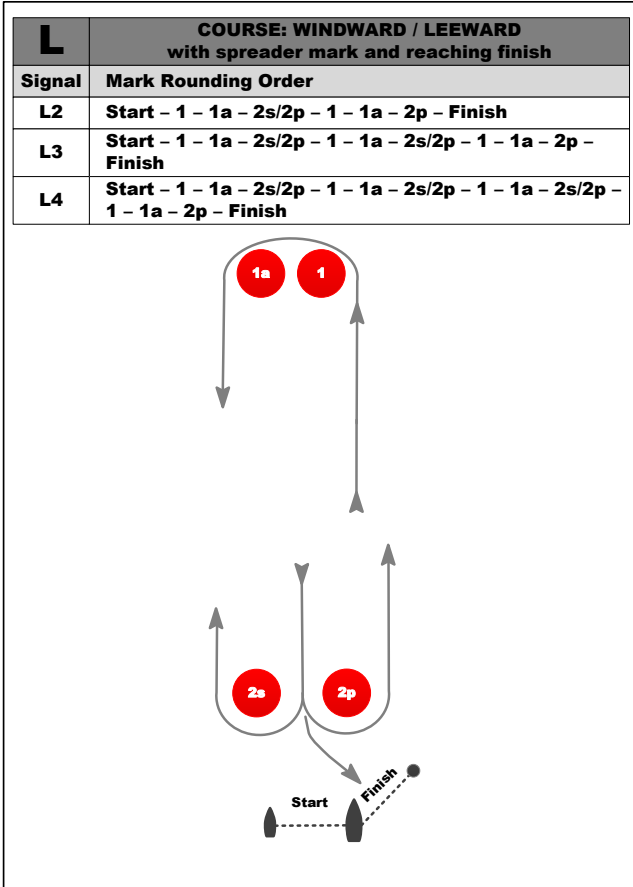 L
COURSE: WINDWARD / LEEWARD
with spreader mark and reaching finish
Signal Mark Rounding Order
L2 Start – 1 – 1a – 2s/2p – 1 – 1a – 2p – Finish
L3 Start – 1 – 1a – 2s/2p – 1 – 1a – 2s/2p – 1 – 1a – 2p –
Finish
L4 Start – 1 – 1a – 2s/2p – 1 – 1a – 2s/2p – 1 – 1a – 2s/2p –
1 – 1a – 2p – Finish
1a 1
2s 2p
Start Finish